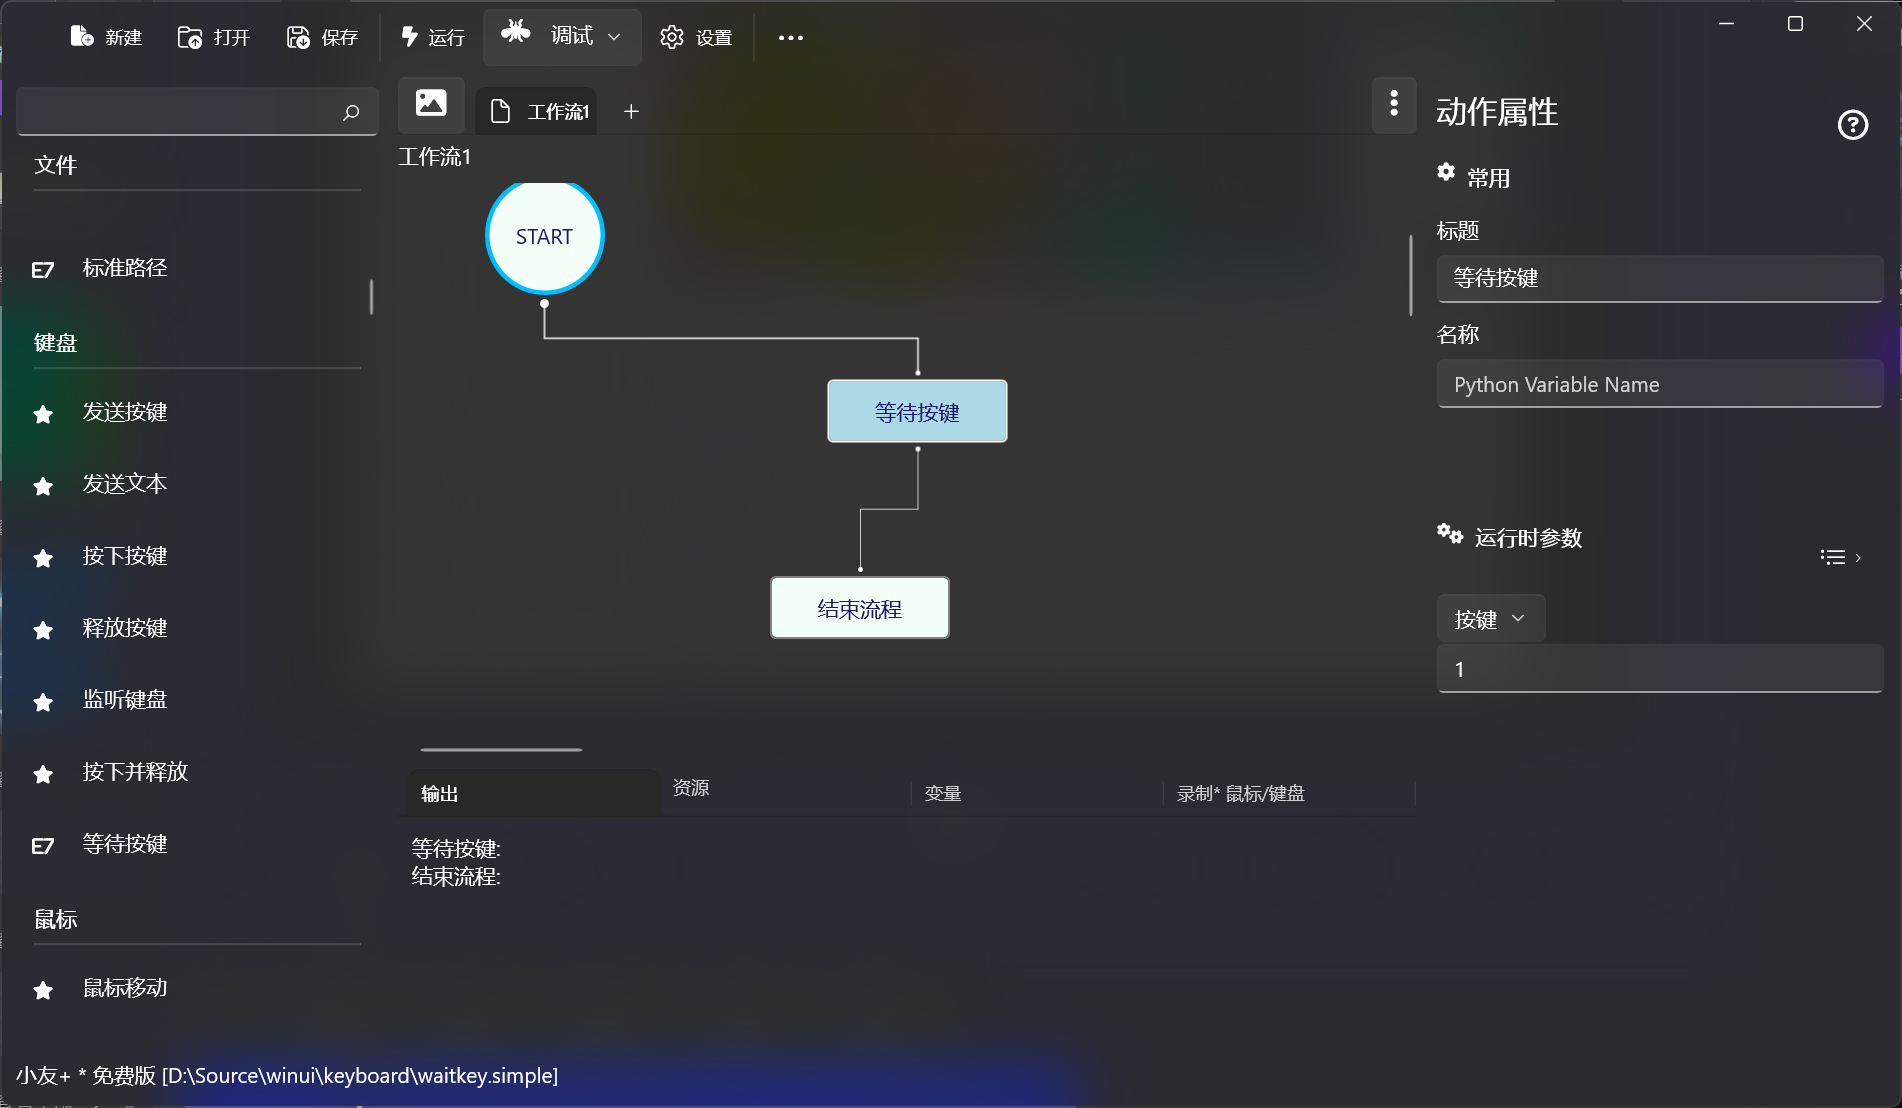 新建
打开
保存
运行
调试
设置
工作流1
工作流1
START
等待按键
结束流程
文件
标准路径
键盘
发送按键
发送文本
按下按键
释放按键
监听键盘
按下并释放
等待按键
鼠标
鼠标移动
输出
资源
变量
录制* 鼠标/键盘
等待按键:
结束流程:
动作属性
常用
标题
等待按键
名称
Python Variable Name
运行时参数
按键
1
小友+ * 免费版 [D:\Source\winui\keyboard\waitkey.simple]